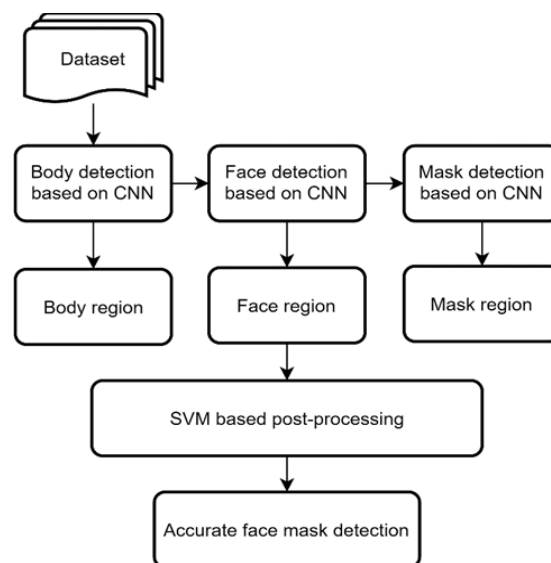 Dataset
Body detection
based on CNN
Face detection
based on CNN
Mask detection
based on CNN
Body region
Face region
Mask region
SVM based post-processing
Accurate face mask detection